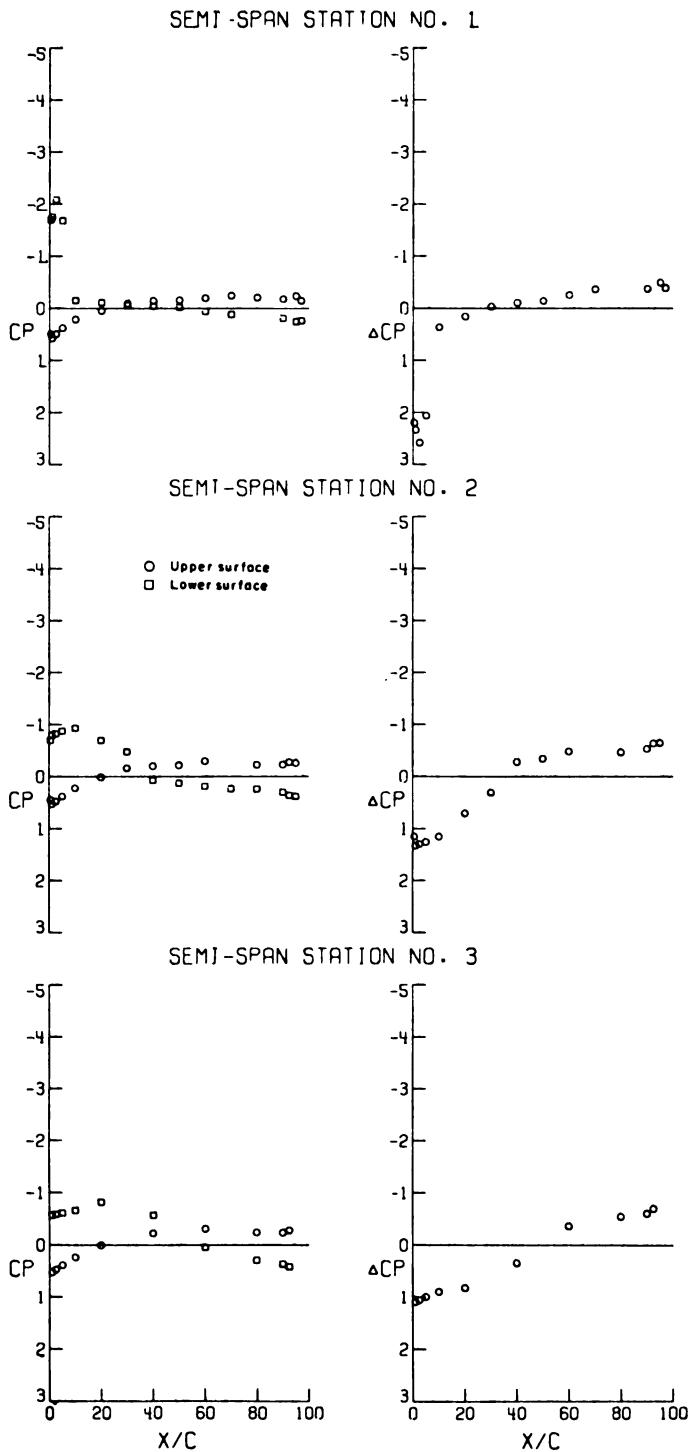 SEMI-SPAN STATION NO. 1
-5 -5
-4 -4
-3 -3
-2 -2
-1 -1
0 0
CP ΔCP
1 1
2 2
3 3
SEMI-SPAN STATION NO. 2
-5 -5
○ Upper surface
□ Lower surface
-4 -4
-3 -3
-2 -2
-1 -1
0 0
CP ΔCP
1 1
2 2
3 3
SEMI-SPAN STATION NO. 3
-5 -5
-4 -4
-3 -3
-2 -2
-1 -1
0 0
CP ΔCP
1 1
2 2
3 3
0 20 40 60 80 100 0 20 40 60 80 100
X/C X/C